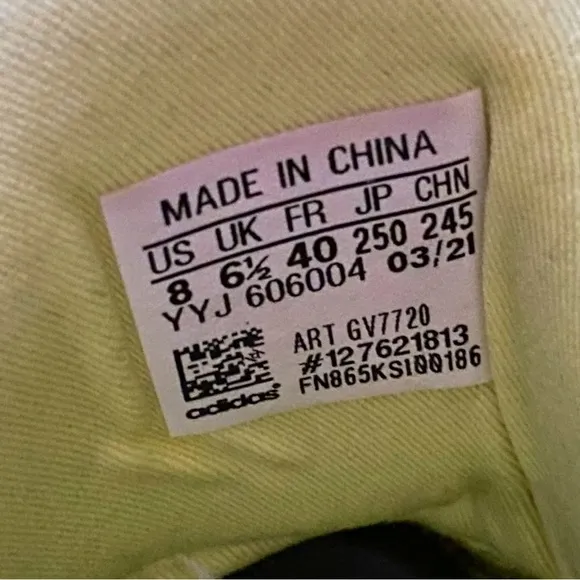 MADE IN CHINA
US UK FR JP CHN
8 6½ 40 250 245
YYJ 606004 03/21
ART GV7720
#127621813
FN865KSI00186
adidas